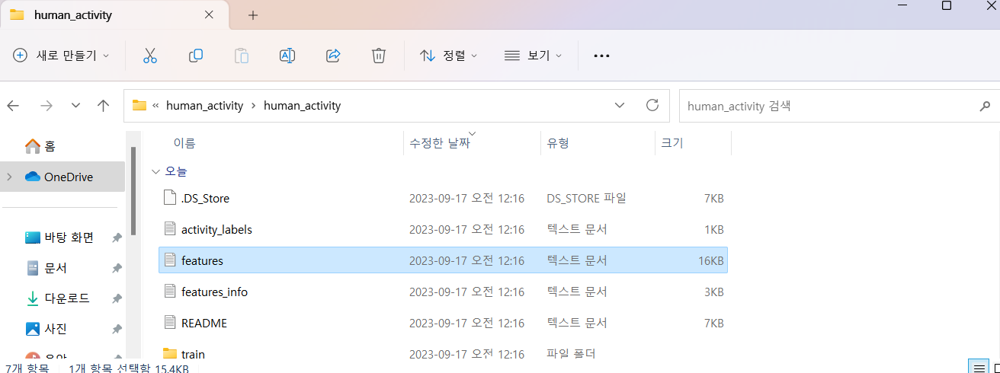 human_activity
새로 만들기
정렬
보기
« human_activity > human_activity
human_activity 검색
홈
OneDrive
바탕 화면
문서
다운로드
사진
음악
이름 수정한 날짜 유형 크기
오늘
.DS_Store 2023-09-17 오전 12:16 DS_STORE 파일 7KB
activity_labels 2023-09-17 오전 12:16 텍스트 문서 1KB
features 2023-09-17 오전 12:16 텍스트 문서 16KB
features_info 2023-09-17 오전 12:16 텍스트 문서 3KB
README 2023-09-17 오전 12:16 텍스트 문서 7KB
train 2023-09-17 오전 12:16 파일 폴더
7개 항목 1개 항목 선택함 15.4KB